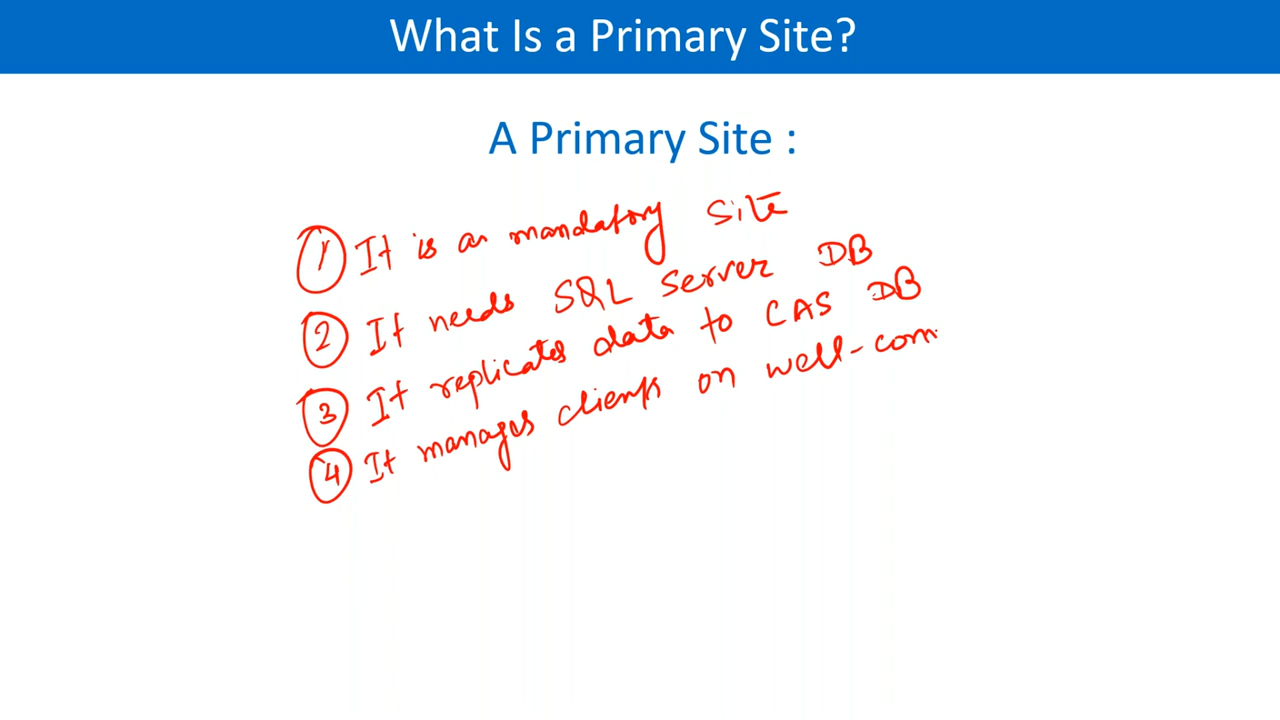 What Is a Primary Site?
A Primary Site :
1 It is a mandatory site
2 It needs SQL Server DB
3 It replicates data to CAS DB
4 It manages clients on well-com